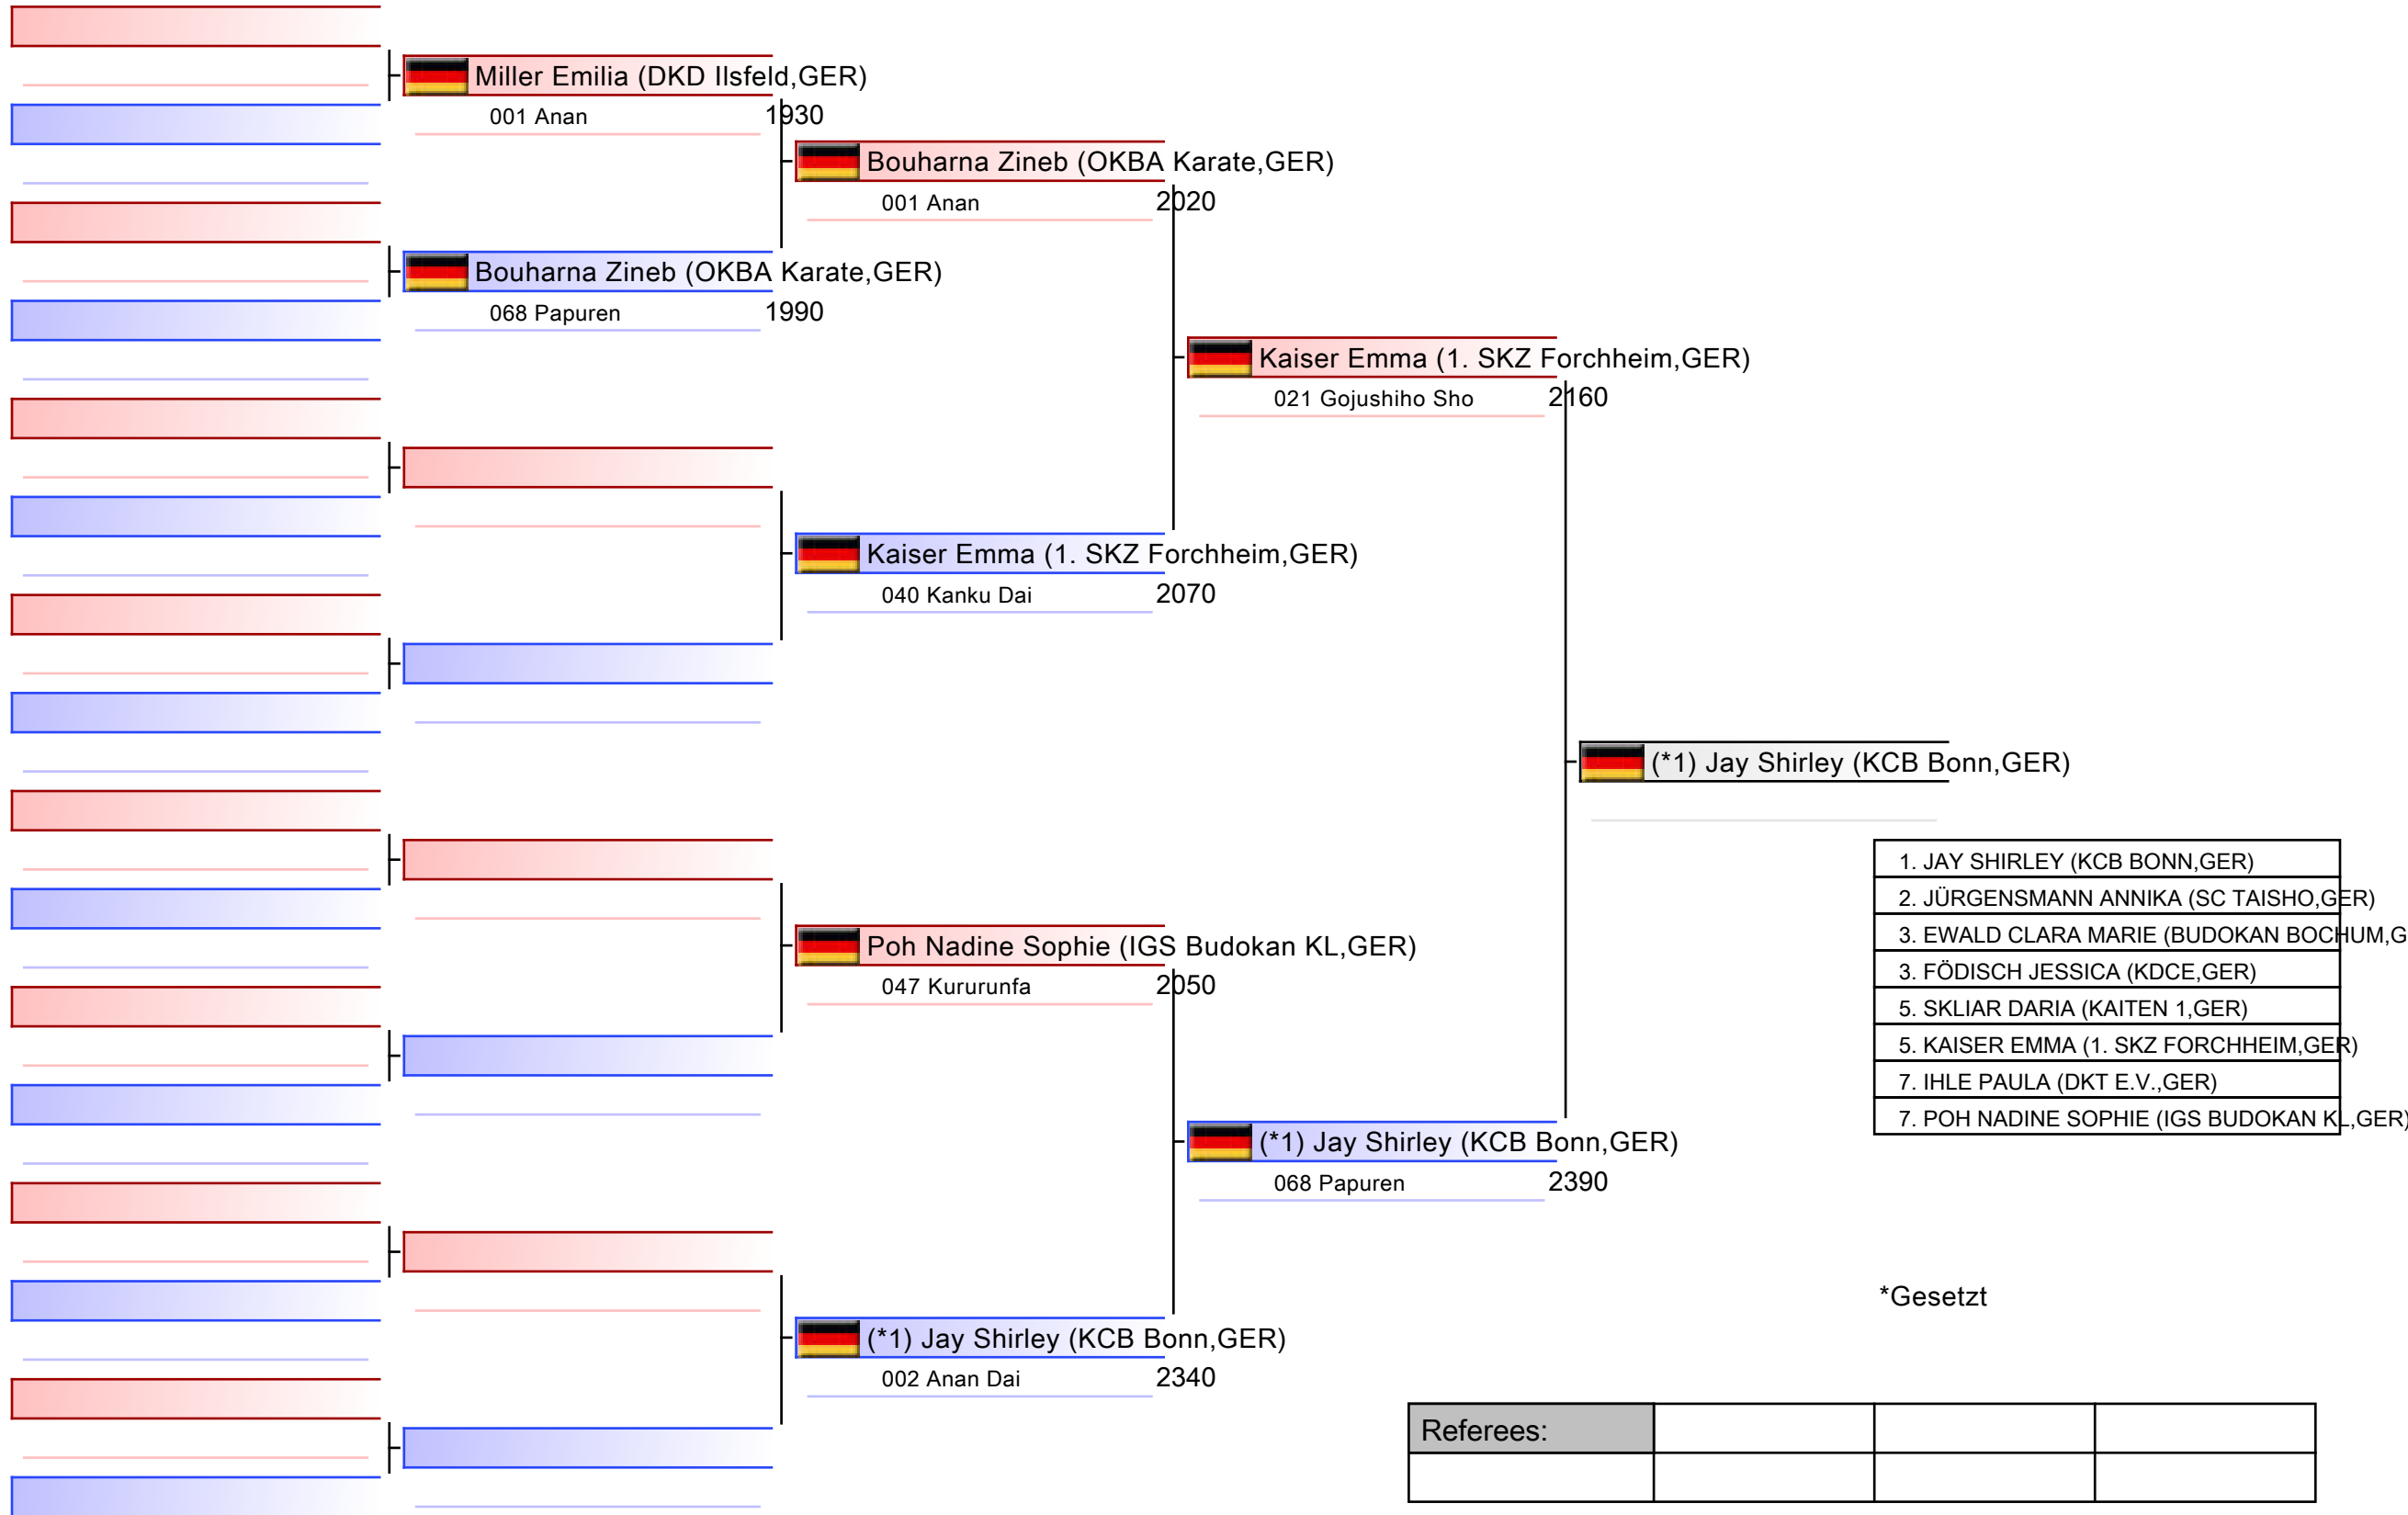 Miller Emilia (DKD Ilsfeld,GER)
001 Anan 1930
Bouharna Zineb (OKBA Karate,GER)
001 Anan 2020
Bouharna Zineb (OKBA Karate,GER)
068 Papuren 1990
Kaiser Emma (1. SKZ Forchheim,GER)
021 Gojushiho Sho 2160
Kaiser Emma (1. SKZ Forchheim,GER)
040 Kanku Dai 2070
(*1) Jay Shirley (KCB Bonn,GER)
1. JAY SHIRLEY (KCB BONN,GER)
2. JÜRGENSMANN ANNIKA (SC TAISHO,GER)
3. EWALD CLARA MARIE (BUDOKAN BOCHUM,G
3. FÖDISCH JESSICA (KDCE,GER)
5. SKLIAR DARIA (KAITEN 1,GER)
5. KAISER EMMA (1. SKZ FORCHHEIM,GER)
7. IHLE PAULA (DKT E.V.,GER)
7. POH NADINE SOPHIE (IGS BUDOKAN KL,GER)
Poh Nadine Sophie (IGS Budokan KL,GER)
047 Kururunfa 2050
(*1) Jay Shirley (KCB Bonn,GER)
068 Papuren 2390
*Gesetzt
(*1) Jay Shirley (KCB Bonn,GER)
002 Anan Dai 2340
Referees: